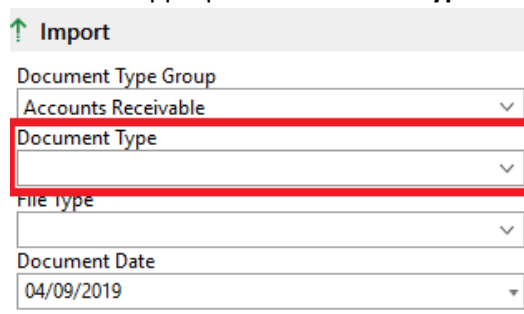 Import
Document Type Group
Accounts Receivable
Document Type
File Type
Document Date
04/09/2019